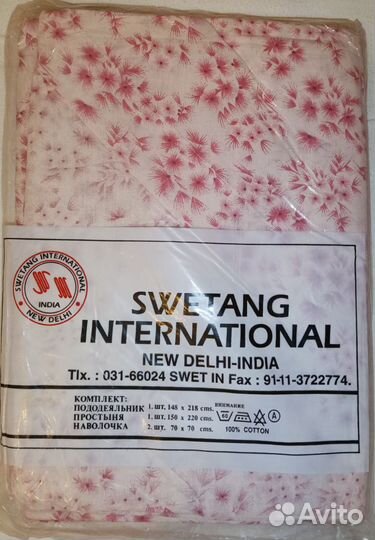 SWETANG INTERNATIONAL
INDIA
NEW DELHI
SWETANG
INTERNATIONAL
NEW DELHI-INDIA
Tlx. : 031-66024 SWET IN Fax : 91-11-3722774.
КОМПЛЕКТ:
ПОДОДЕЯЛЬНИК 1. ШТ. 148 x 218 cms.
ПРОСТЫНЯ 1. ШТ. 150 x 220 cms.
НАВОЛОЧКА 2. ШТ. 70 x 70 cms.
ВНИМАНИЕ
60 A
100% COTTON
Avito